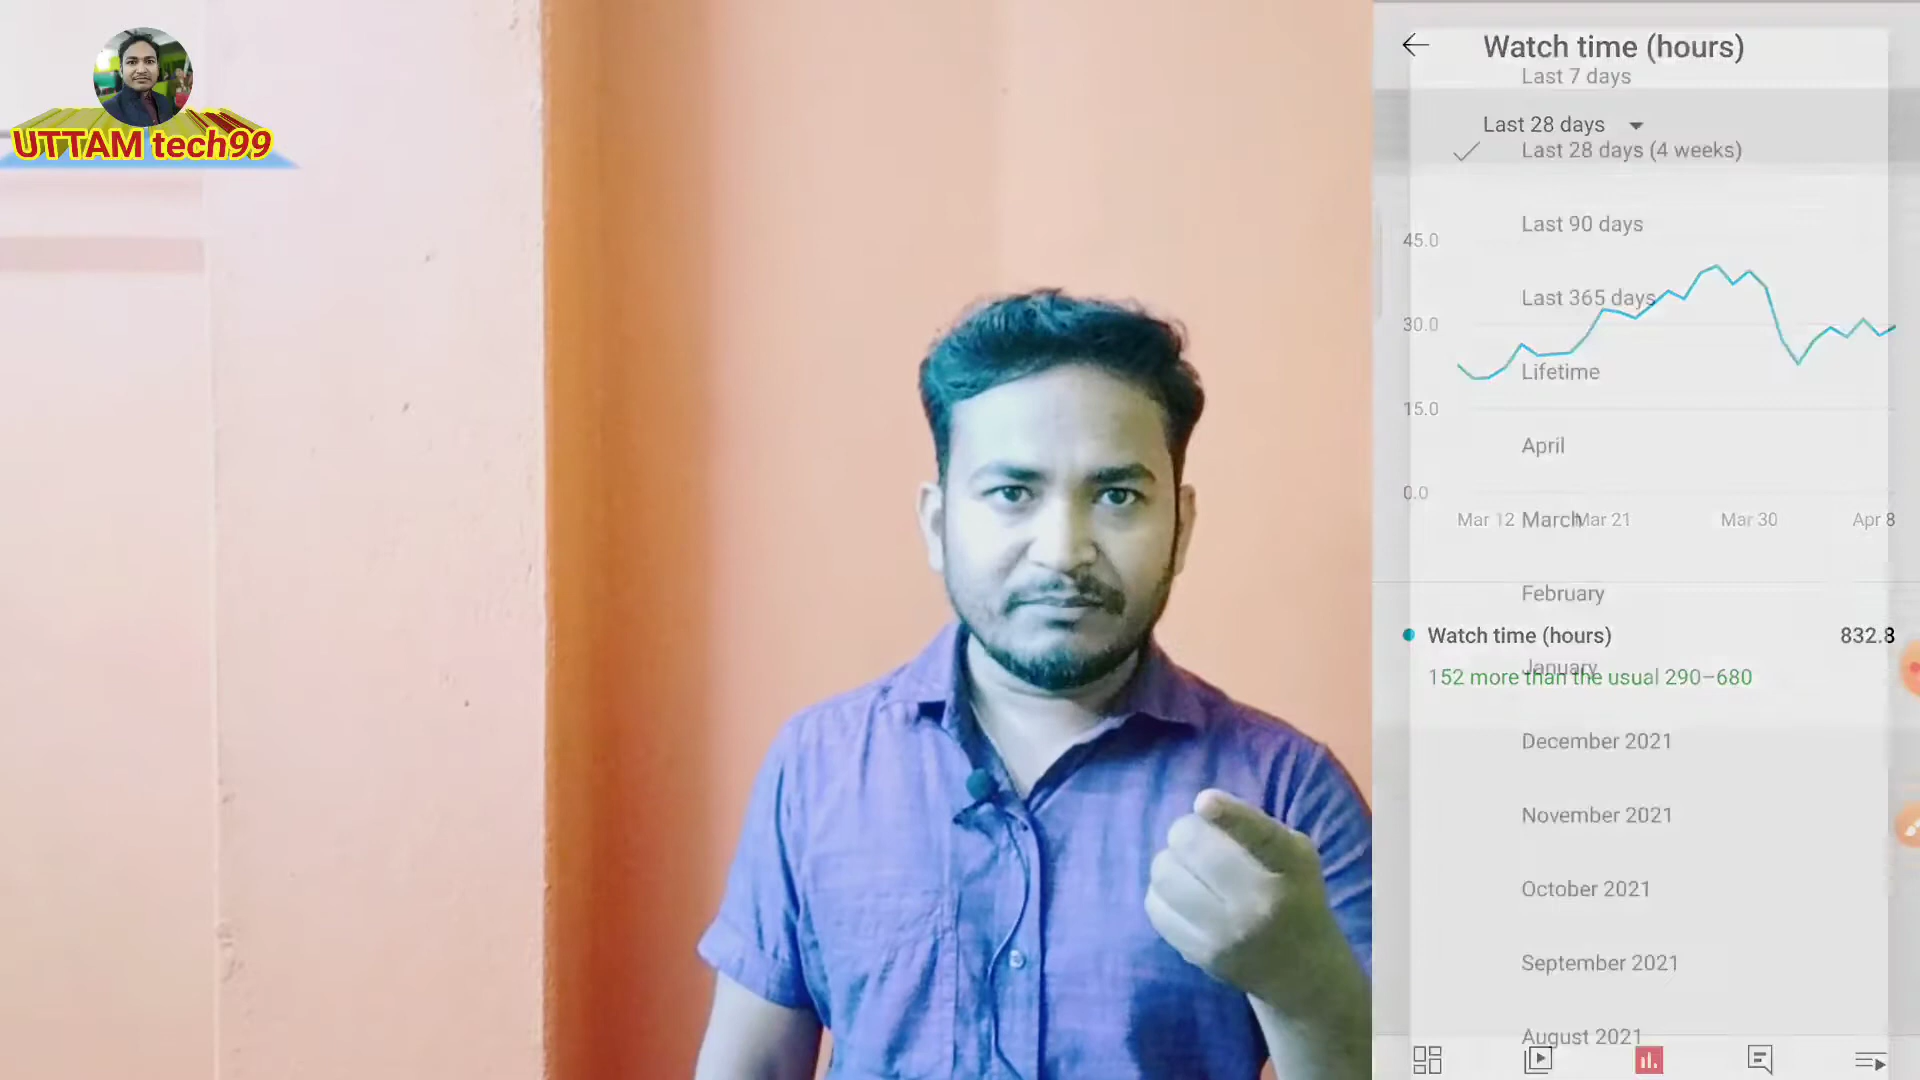 UTTAM tech99
Watch time (hours)
Last 7 days
Last 28 days
Last 28 days (4 weeks)
Last 90 days
45.0
Last 365 days
30.0
Lifetime
15.0
April
0.0
Mar 12
March
Mar 21
Mar 30
Apr 8
February
Watch time (hours)
832.8
January
152 more than the usual 290–680
December 2021
November 2021
October 2021
September 2021
August 2021